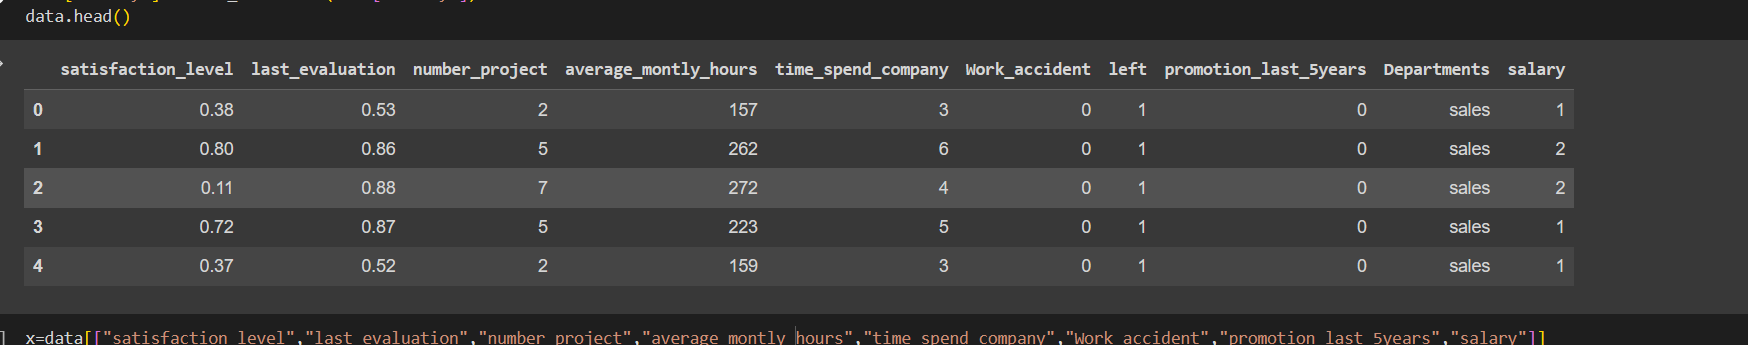 data.head()
satisfaction_level last_evaluation number_project average_montly_hours time_spend_company Work_accident left promotion_last_5years Departments salary
0 0.38 0.53 2 157 3 0 1 0 sales 1
1 0.80 0.86 5 262 6 0 1 0 sales 2
2 0.11 0.88 7 272 4 0 1 0 sales 2
3 0.72 0.87 5 223 5 0 1 0 sales 1
4 0.37 0.52 2 159 3 0 1 0 sales 1
] x=data[["satisfaction_level","last_evaluation","number_project","average_montly_hours","time_spend_company","Work_accident","promotion_last_5years","salary"]]